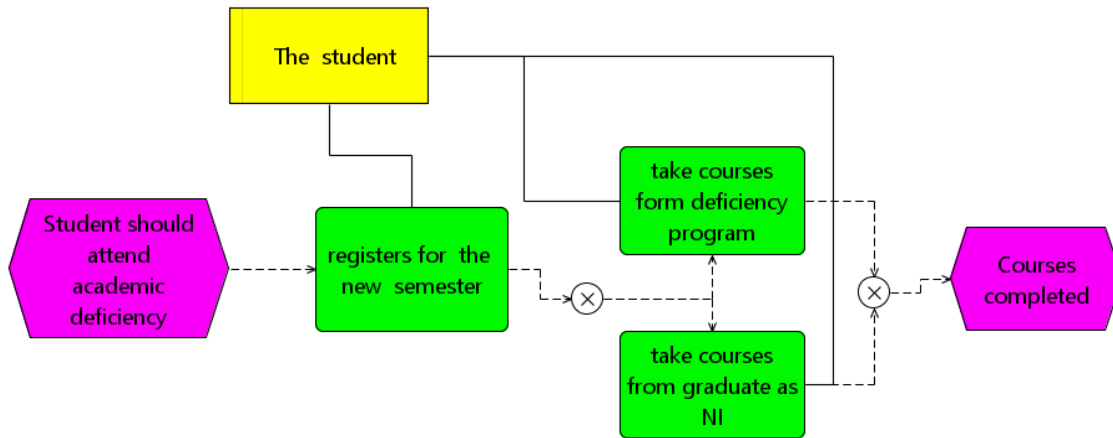 The  student
Student should
attend
academic
deficiency
registers for  the
new  semester
take courses
form deficiency
program
take courses
from graduate as
NI
Courses
completed